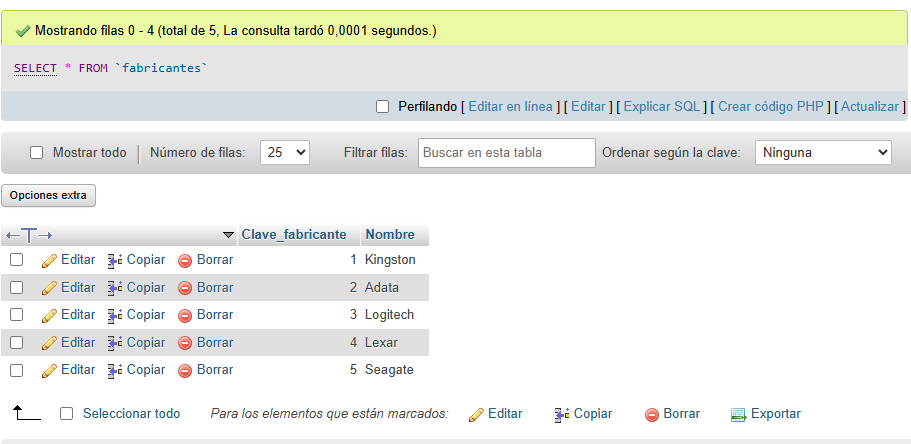 Mostrando filas 0 - 4 (total de 5, La consulta tardó 0,0001 segundos.)
SELECT * FROM `fabricantes`
Perfilando [ Editar en línea ] [ Editar ] [ Explicar SQL ] [ Crear código PHP ] [ Actualizar ]
Mostrar todo | Número de filas: 25 Filtrar filas: Buscar en esta tabla Ordenar según la clave: Ninguna
Opciones extra
←T→ Clave_fabricante Nombre
Editar Copiar Borrar 1 Kingston
Editar Copiar Borrar 2 Adata
Editar Copiar Borrar 3 Logitech
Editar Copiar Borrar 4 Lexar
Editar Copiar Borrar 5 Seagate
Seleccionar todo Para los elementos que están marcados: Editar Copiar Borrar Exportar